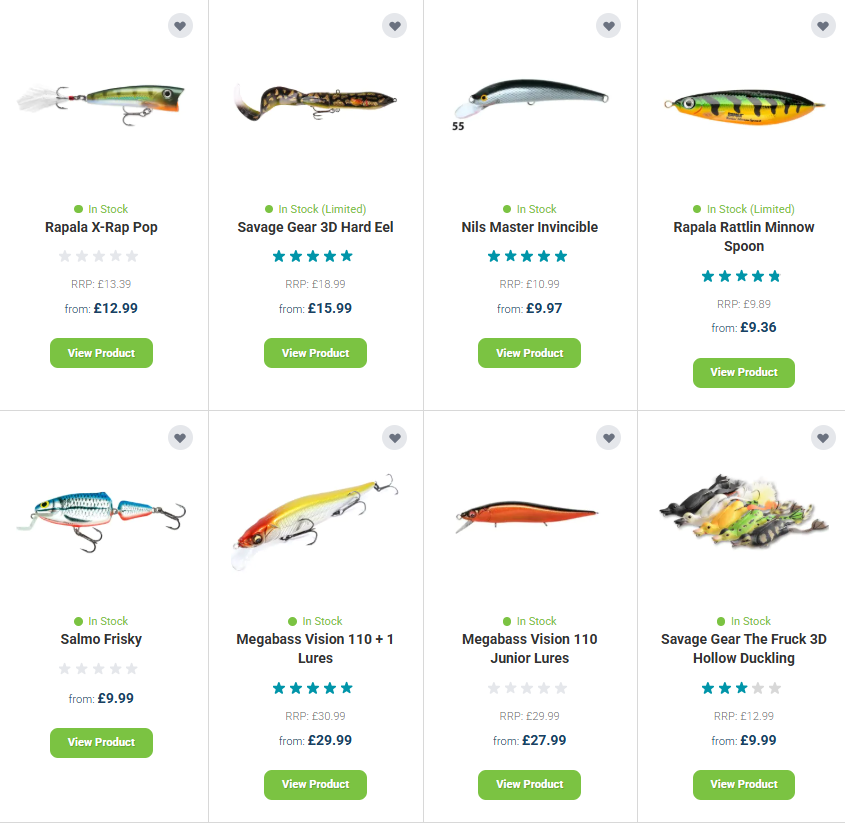 55
In Stock
Rapala X-Rap Pop
RRP: £13.39
from: £12.99
View Product
In Stock (Limited)
Savage Gear 3D Hard Eel
RRP: £18.99
from: £15.99
View Product
In Stock
Nils Master Invincible
RRP: £10.99
from: £9.97
View Product
In Stock (Limited)
Rapala Rattlin Minnow
Spoon
RRP: £9.89
from: £9.36
View Product
In Stock
Salmo Frisky
from: £9.99
View Product
In Stock
Megabass Vision 110 + 1
Lures
RRP: £30.99
from: £29.99
View Product
In Stock
Megabass Vision 110
Junior Lures
RRP: £29.99
from: £27.99
View Product
In Stock
Savage Gear The Fruck 3D
Hollow Duckling
RRP: £12.99
from: £9.99
View Product